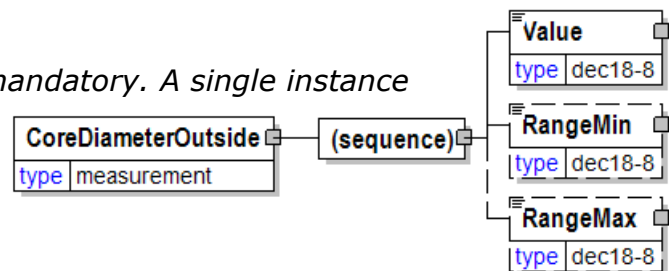 Value
type dec18-8
mandatory. A single instance
RangeMin
CoreDiameterOutside (sequence)
type dec18-8
type measurement
RangeMax
type dec18-8